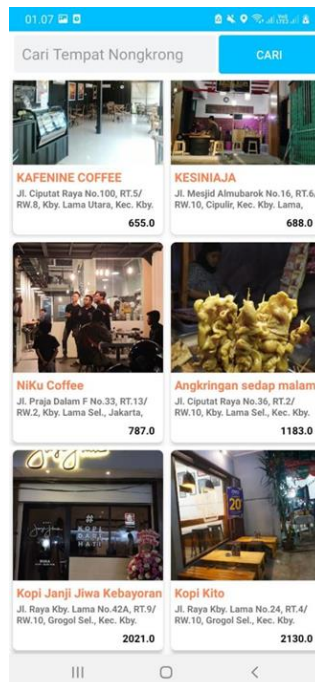 01.07
Cari Tempat Nongkrong
CARI
KAFENINE COFFEE
Jl. Ciputat Raya No.100, RT.5/
RW.8, Kby. Lama Utara, Kec. Kby.
655.0
KESINIAJA
Jl. Mesjid Almubarok No.16, RT.6/
RW.10, Cipulir, Kec. Kby. Lama,
688.0
NiKu Coffee
Jl. Praja Dalam F No.33, RT.13/
RW.2, Kby. Lama Sel., Jakarta,
787.0
Angkringan sedap malam
Jl. Ciputat Raya No.36, RT.2/
RW.10, Kby. Lama Sel., Kec. Kby.
1183.0
#
KOPI
DARI
HATI
Kopi Janji Jiwa Kebayoran
Jl. Raya Kby. Lama No.42A, RT.9/
RW.10, Grogol Sel., Kec. Kby.
2021.0
20
Kopi Kito
Jl. Raya Kby. Lama No.24, RT.4/
RW.10, Grogol Sel., Kec. Kby.
2130.0